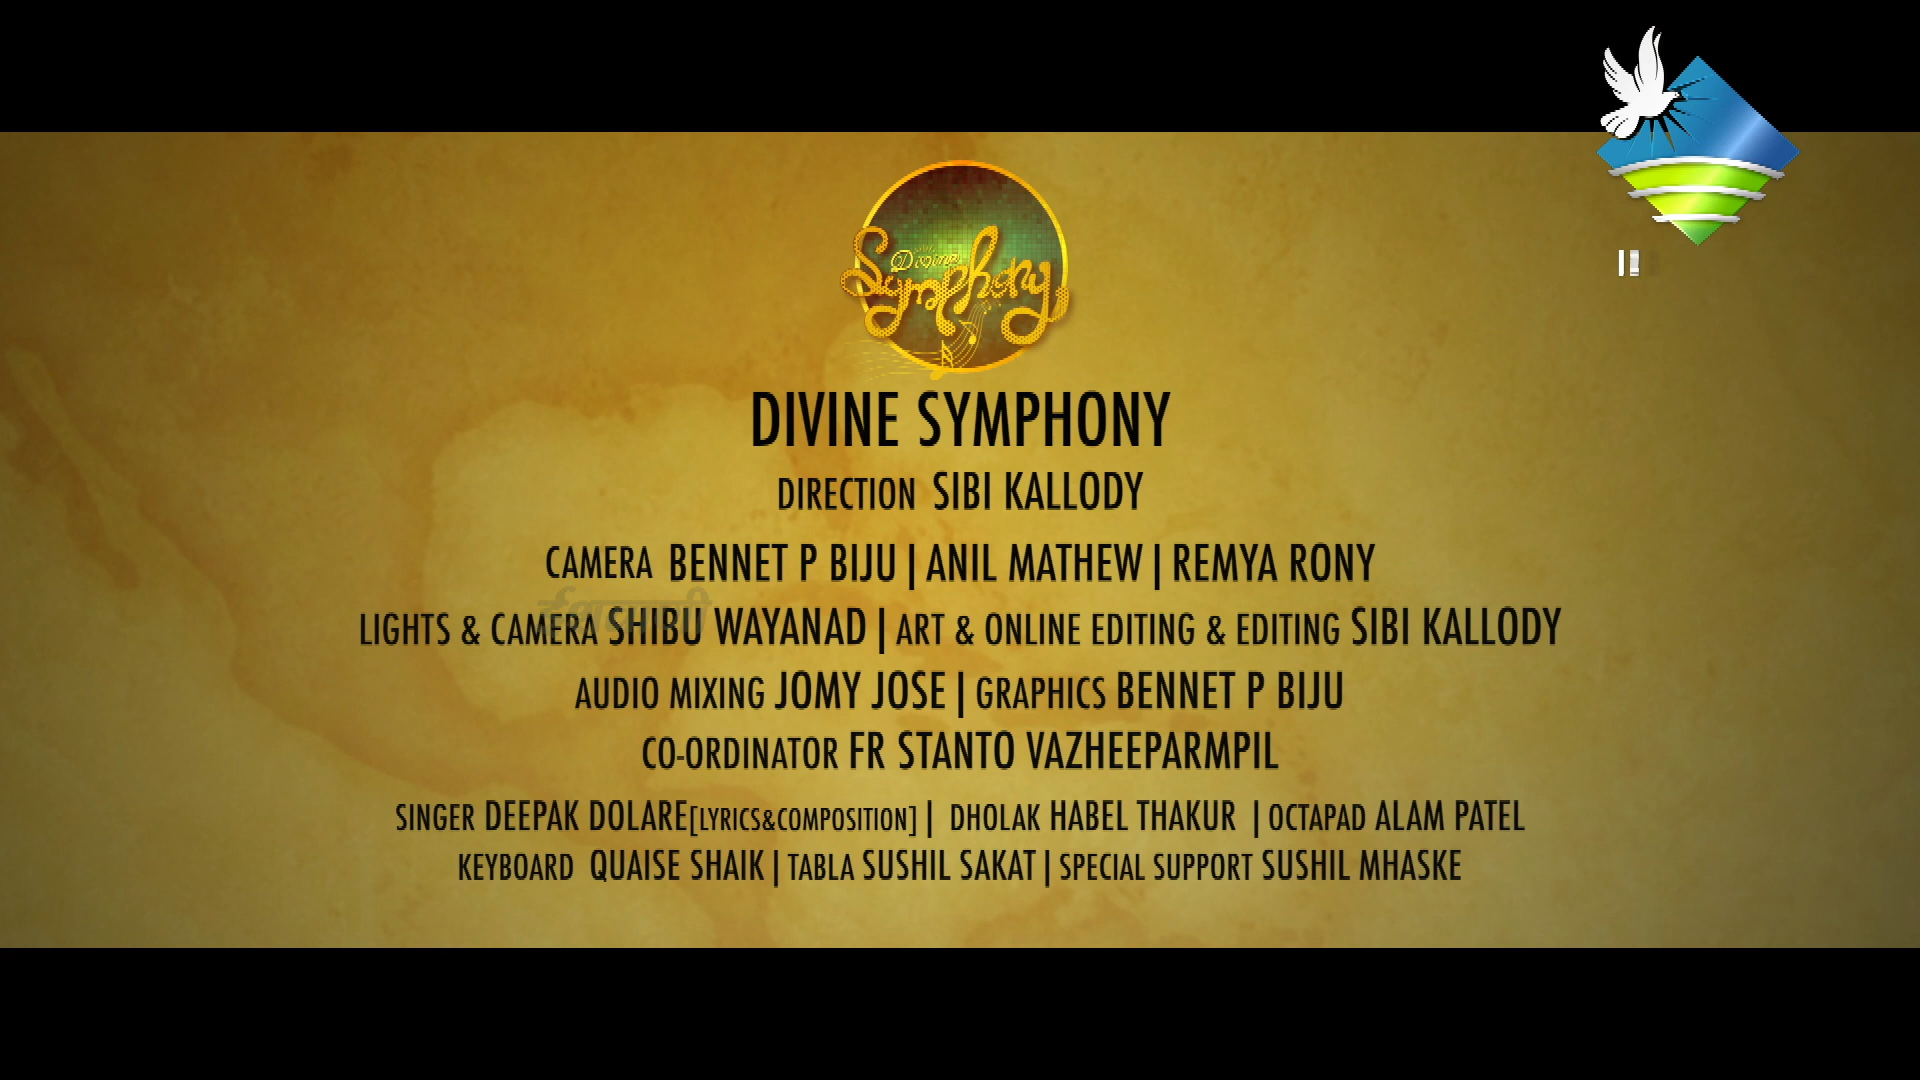 Divine
Symphony
DIVINE SYMPHONY
DIRECTION SIBI KALLODY
CAMERA BENNET P BIJU | ANIL MATHEW | REMYA RONY
LIGHTS & CAMERA SHIBU WAYANAD | ART & ONLINE EDITING & EDITING SIBI KALLODY
AUDIO MIXING JOMY JOSE | GRAPHICS BENNET P BIJU
CO-ORDINATOR FR STANTO VAZHEEPARMPIL
SINGER DEEPAK DOLARE[LYRICS&COMPOSITION] | DHOLAK HABEL THAKUR | OCTAPAD ALAM PATEL
KEYBOARD QUAISE SHAIK | TABLA SUSHIL SAKAT | SPECIAL SUPPORT SUSHIL MHASKE